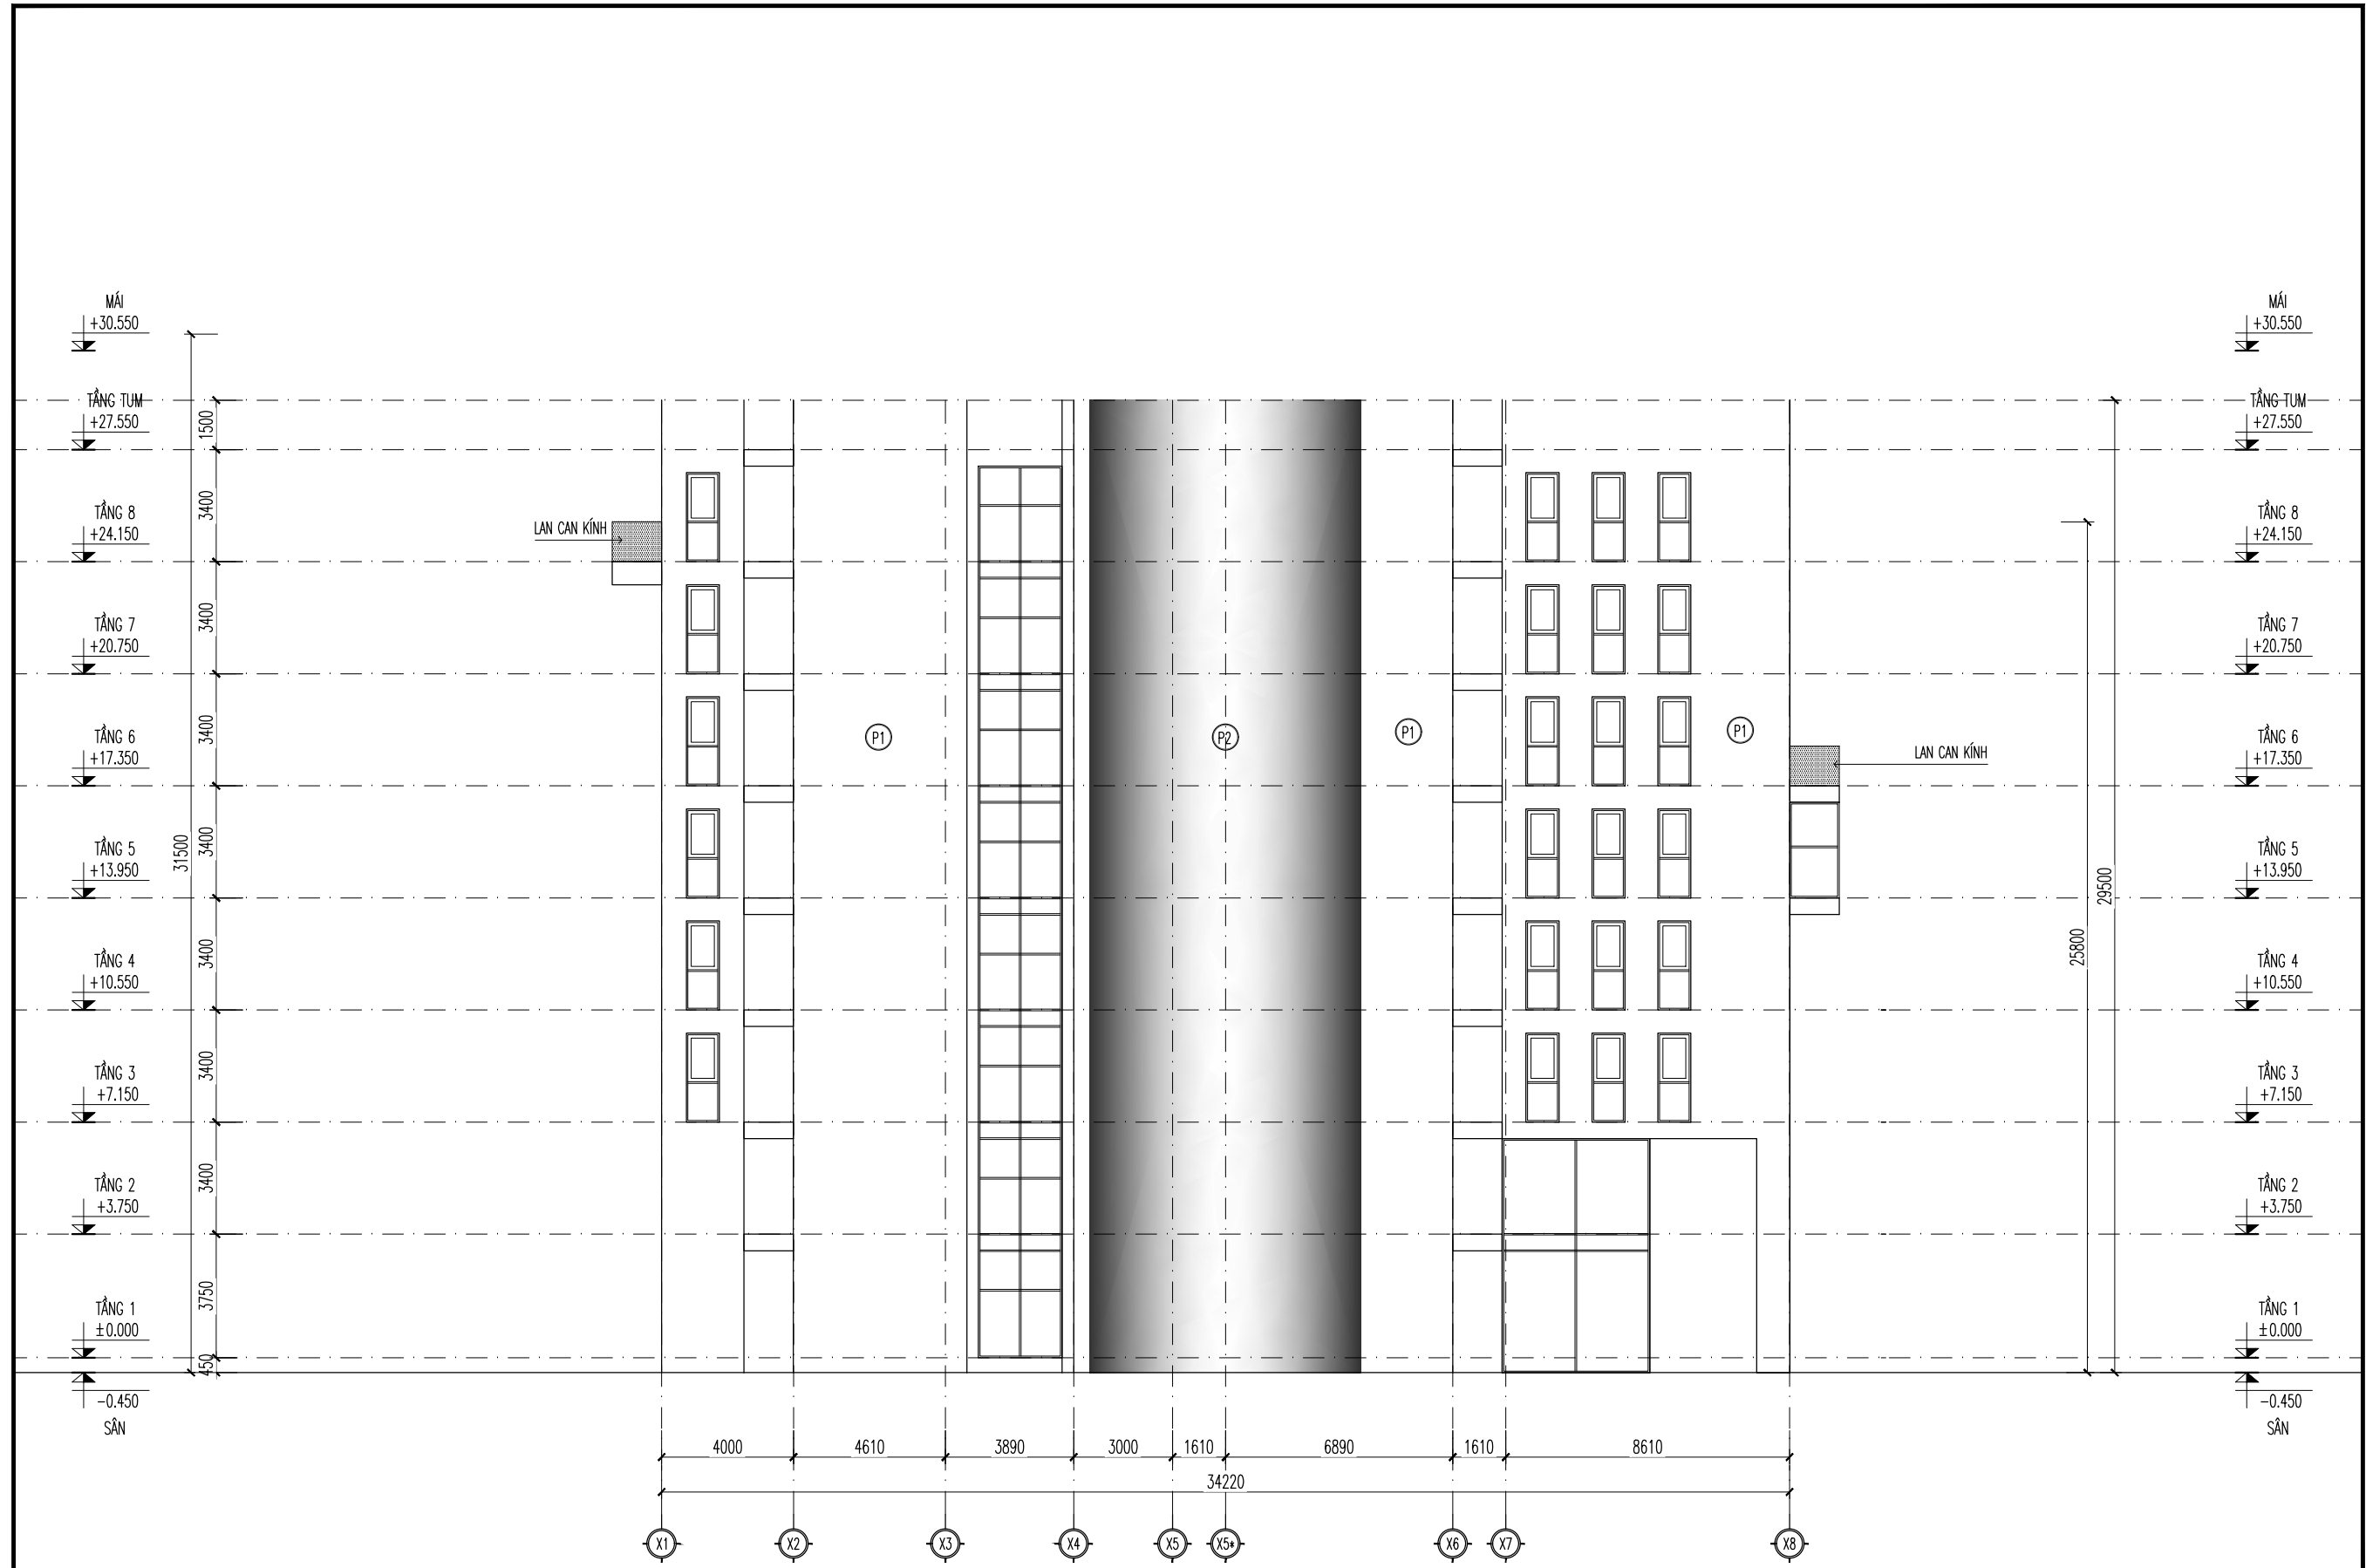 MÁI
+30.550
TẦNG TUM
+27.550
TẦNG 8
+24.150
TẦNG 7
+20.750
TẦNG 6
+17.350
TẦNG 5
+13.950
TẦNG 4
+10.550
TẦNG 3
+7.150
TẦNG 2
+3.750
TẦNG 1
±0.000
-0.450
SÂN
31500
1500
3400
3400
3400
3400
3400
3400
3400
3750
450
LAN CAN KÍNH
P1
P2
P1
P1
LAN CAN KÍNH
25800
29500
MÁI
+30.550
TẦNG TUM
+27.550
TẦNG 8
+24.150
TẦNG 7
+20.750
TẦNG 6
+17.350
TẦNG 5
+13.950
TẦNG 4
+10.550
TẦNG 3
+7.150
TẦNG 2
+3.750
TẦNG 1
±0.000
-0.450
SÂN
4000 4610 3890 3000 1610 6890 1610 8610
34220
X1 X2 X3 X4 X5 X5* X6 X7 X8